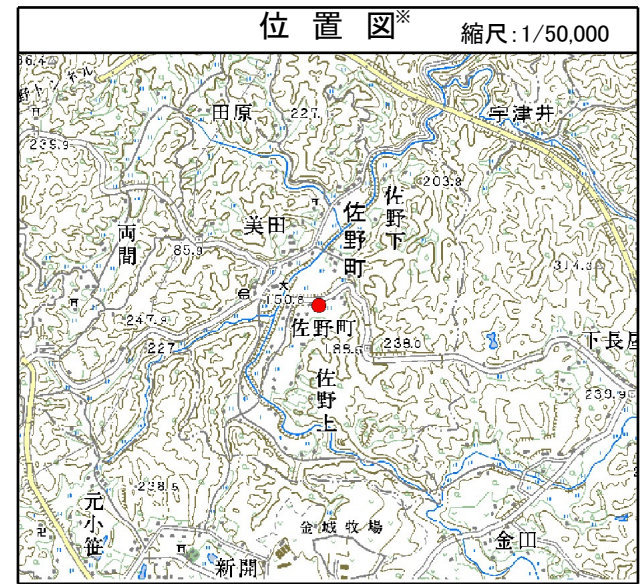 位置図※
縮尺:1/50,000
田原
227.
宇津井
239.9
203.8
佐野下
佐野町
美田
両間
85.9
314.3
150.8
佐野町
247.9
227
238.0
下長屋
佐野上
239.9
238.5
元小笹
金城牧場
金田
新開